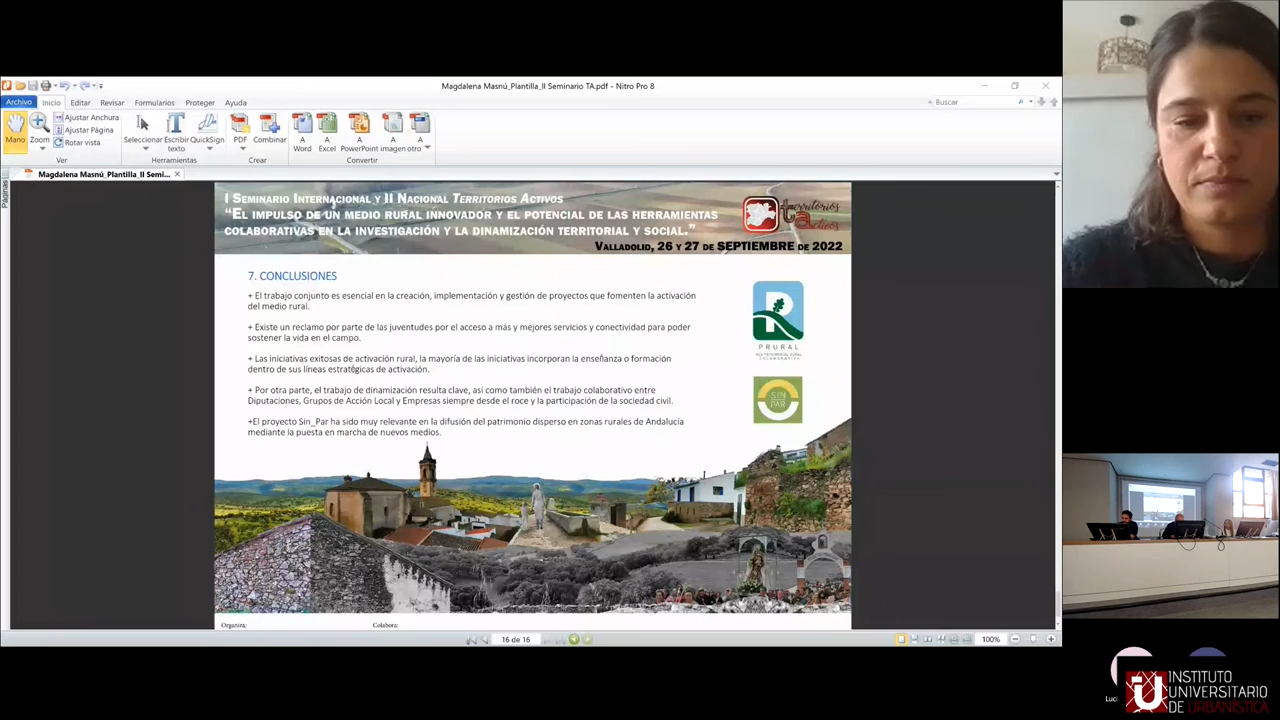 Magdalena Masnú_Plantilla_II Seminario TA.pdf - Nitro Pro 8
Archivo Inicio Editar Revisar Formularios Proteger Ayuda
Buscar
Mano
Zoom
Ajustar Anchura
Ajustar Página
Rotar vista
Seleccionar
Escribir texto
QuickSign
PDF
Combinar
A Word
A Excel
A PowerPoint
A imagen
A otro
Ver
Herramientas
Crear
Convertir
Magdalena Masnú_Plantilla_II Semi...
Páginas
I Seminario Internacional y II Nacional Territorios Activos
“El impulso de un medio rural innovador y el potencial de las herramientas
colaborativas en la investigación y la dinamización territorial y social.”
Valladolid, 26 y 27 de septiembre de 2022
territorios
activos
7. CONCLUSIONES
+ El trabajo conjunto es esencial en la creación, implementación y gestión de proyectos que fomenten la activación
del medio rural.
+ Existe un reclamo por parte de las juventudes por el acceso a más y mejores servicios y conectividad para poder
sostener la vida en el campo.
+ Las iniciativas exitosas de activación rural, la mayoría de las iniciativas incorporan la enseñanza o formación
dentro de sus líneas estratégicas de activación.
+ Por otra parte, el trabajo de dinamización resulta clave, así como también el trabajo colaborativo entre
Diputaciones, Grupos de Acción Local y Empresas siempre desde el roce y la participación de la sociedad civil.
+El proyecto Sin_Par ha sido muy relevante en la difusión del patrimonio disperso en zonas rurales de Andalucía
mediante la puesta en marcha de nuevos medios.
PRURAL
SIN
PAR
Organiza:
Colabora:
16 de 16
100%
Luci
INSTITUTO
UNIVERSITARIO
DE URBANÍSTICA